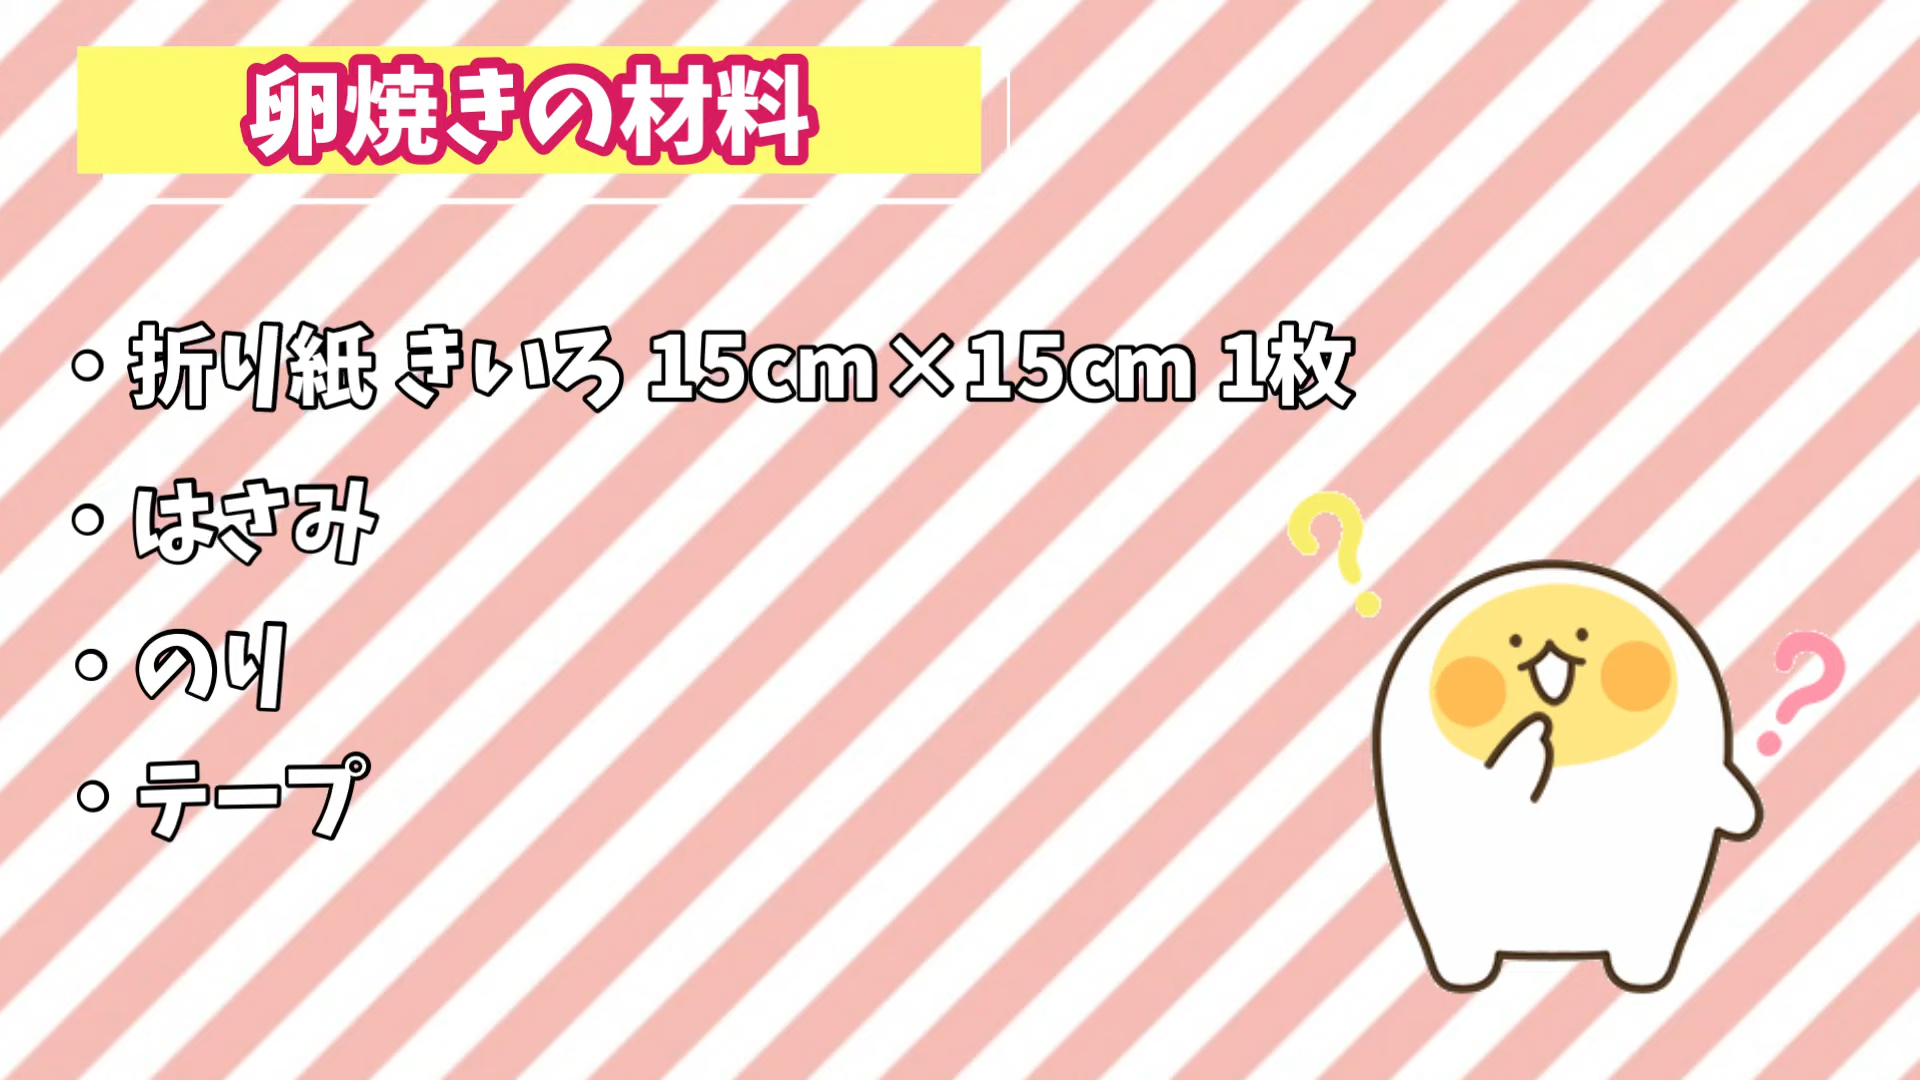 卵焼きの材料
・折り紙 きいろ 15cm×15cm 1枚
・はさみ
・のり
・テープ
?
?